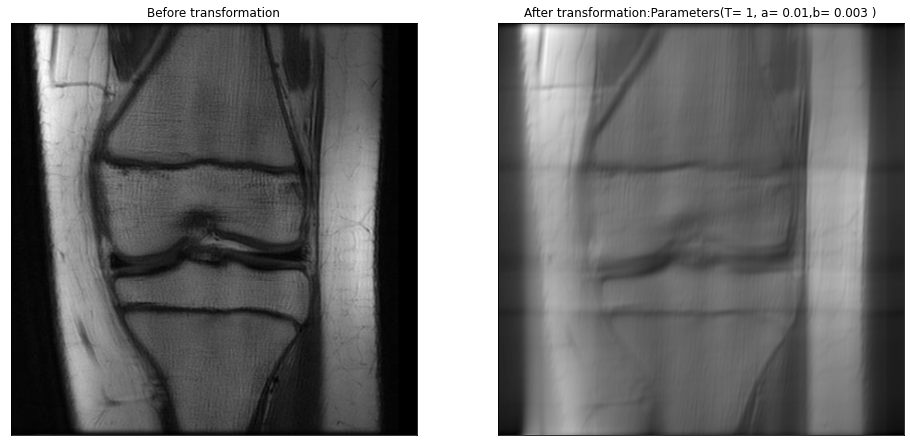 Before transformation
After transformation:Parameters(T= 1, a= 0.01,b= 0.003 )